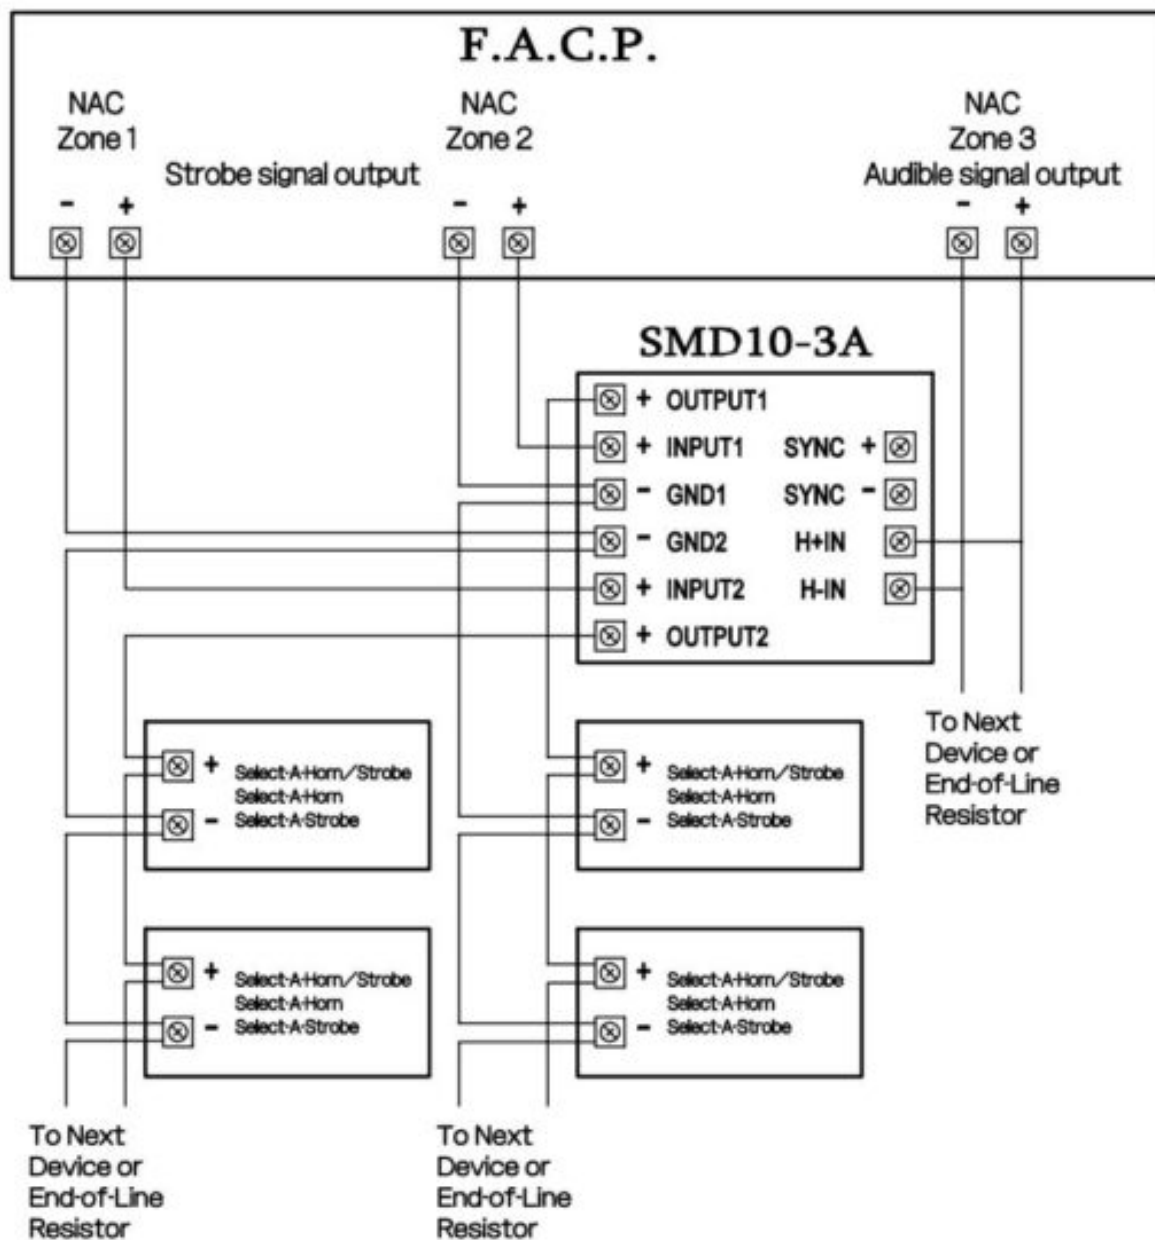 F.A.C.P.
NAC
Zone 1
NAC
Zone 2
NAC
Zone 3
Strobe signal output
Audible signal output
- +
- +
- +
SMD10-3A
+ OUTPUT1
+ INPUT1 SYNC +
- GND1 SYNC -
- GND2 H+IN
+ INPUT2 H-IN
+ OUTPUT2
To Next
Device or
End-of-Line
Resistor
+ Select-A-Horn/Strobe
Select-A-Horn
- Select-A-Strobe
+ Select-A-Horn/Strobe
Select-A-Horn
- Select-A-Strobe
+ Select-A-Horn/Strobe
Select-A-Horn
- Select-A-Strobe
+ Select-A-Horn/Strobe
Select-A-Horn
- Select-A-Strobe
To Next
Device or
End-of-Line
Resistor
To Next
Device or
End-of-Line
Resistor